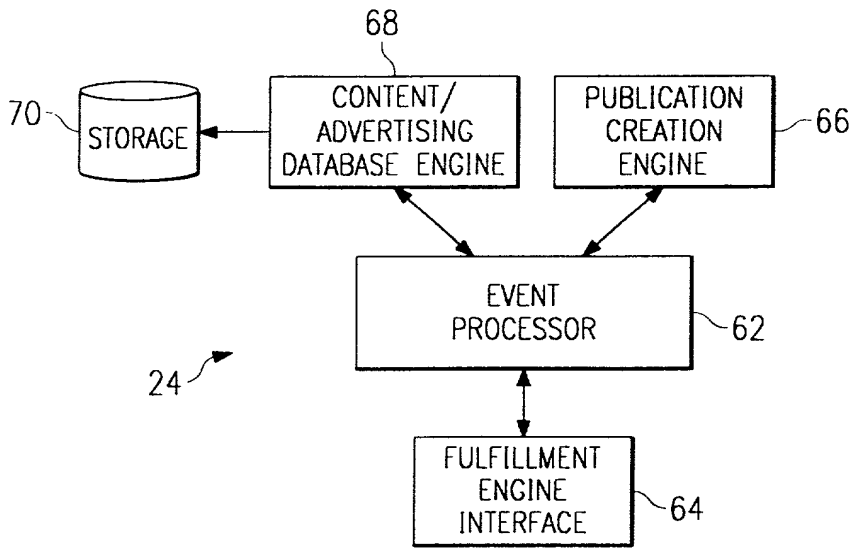 68
70
STORAGE
CONTENT/
ADVERTISING
DATABASE ENGINE
PUBLICATION
CREATION
ENGINE
66
EVENT
PROCESSOR
62
24
FULFILLMENT
ENGINE
INTERFACE
64